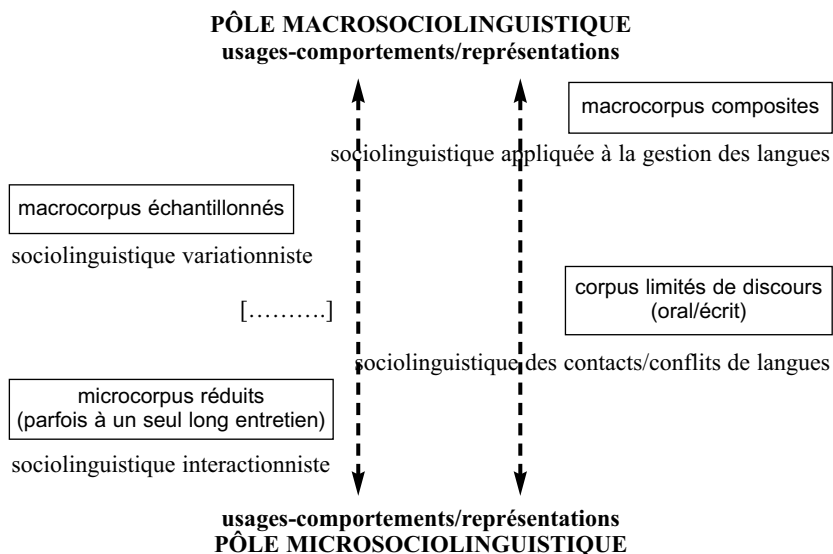 PÔLE MACROSOCIOLINGUISTIQUE
usages-comportements/représentations
macrocorpus composites
sociolinguistique appliquée à la gestion des langues
macrocorpus échantillonnés
sociolinguistique variationniste
corpus limités de discours
(oral/écrit)
[……….]
sociolinguistique des contacts/conflits de langues
microcorpus réduits
(parfois à un seul long entretien)
sociolinguistique interactionniste
usages-comportements/représentations
PÔLE MICROSOCIOLINGUISTIQUE